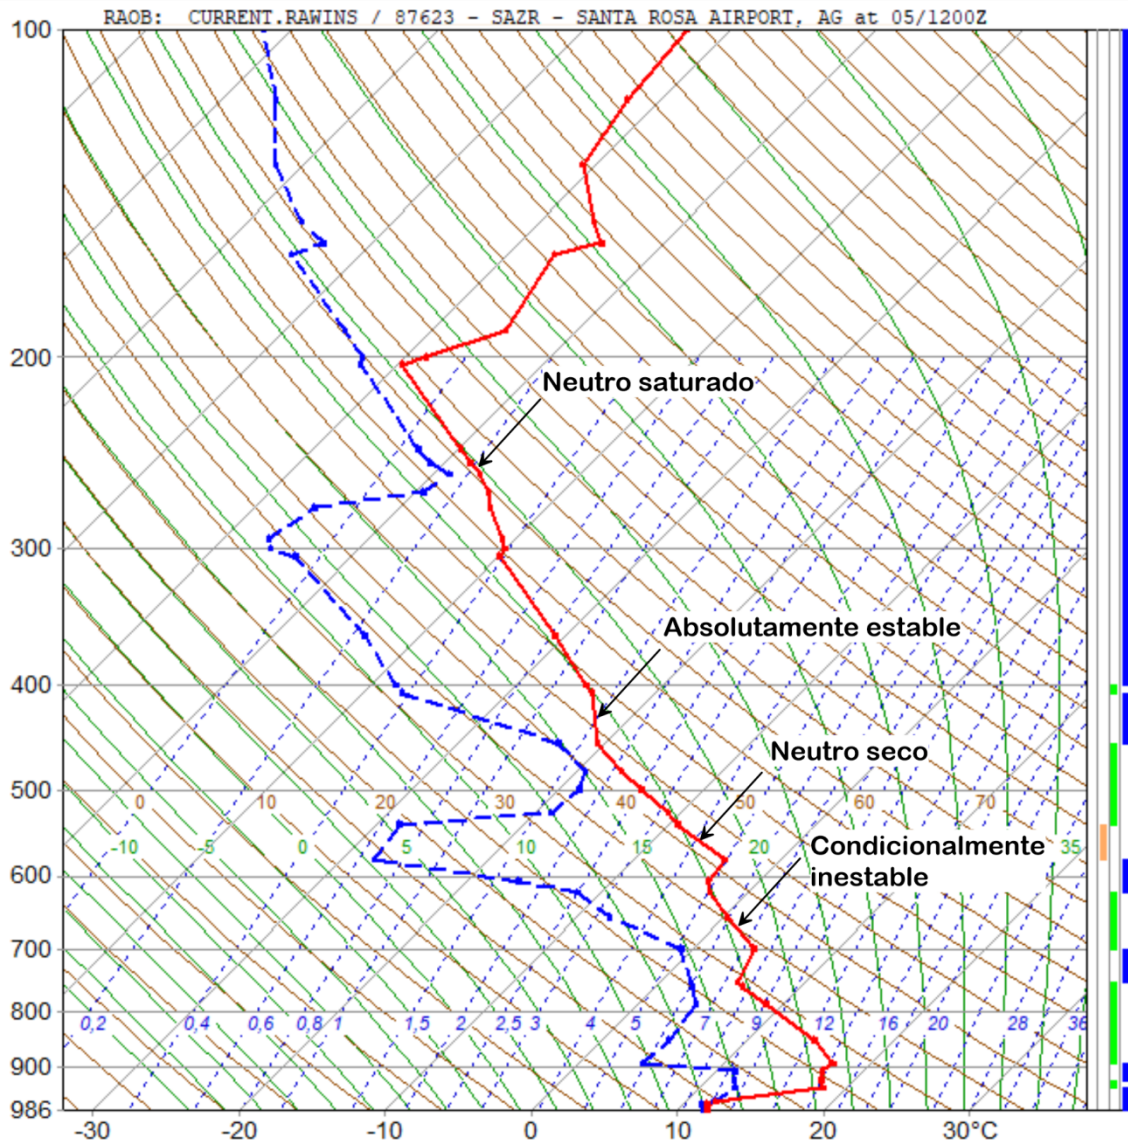 RAOB:  CURRENT.RAWINS / 87623 - SAZR - SANTA ROSA AIRPORT, AG at 05/1200Z
100
200
Neutro saturado
300
Absolutamente estable
400
Neutro seco
500
0 10 20 30 40 50 60 70
Condicionalmente
inestable
-10 -5 0 5 10 15 20 35
600
700
800
0,2 0,4 0,6 0,8 1 1,5 2 2,5 3 4 5 7 9 12 16 20 28 36
900
986
-30 -20 -10 0 10 20 30°C